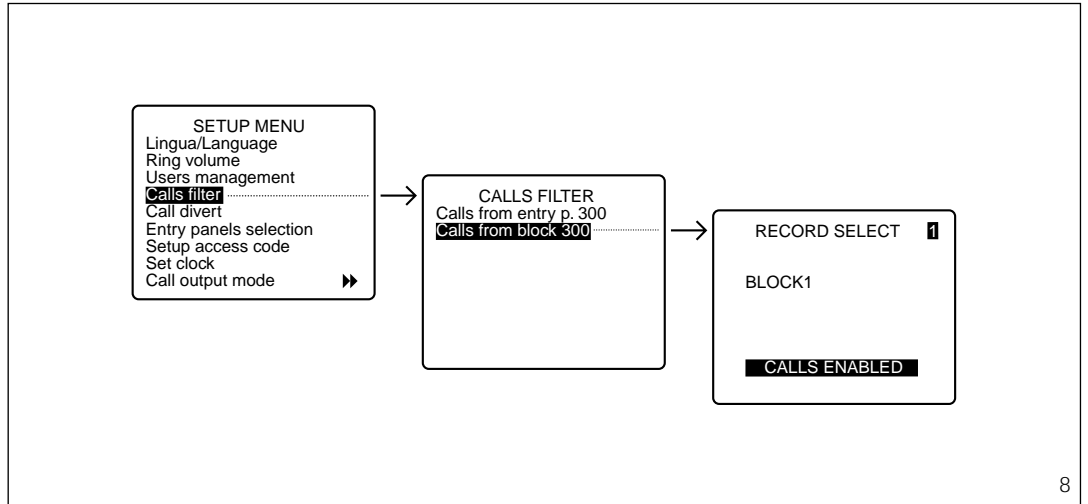 SETUP MENU
Lingua/Language
Ring volume
Users management
Calls filter
Call divert
Entry panels selection
Setup access code
Set clock
Call output mode
CALLS FILTER
Calls from entry p. 300
Calls from block 300
RECORD SELECT 1
BLOCK1
CALLS ENABLED
8